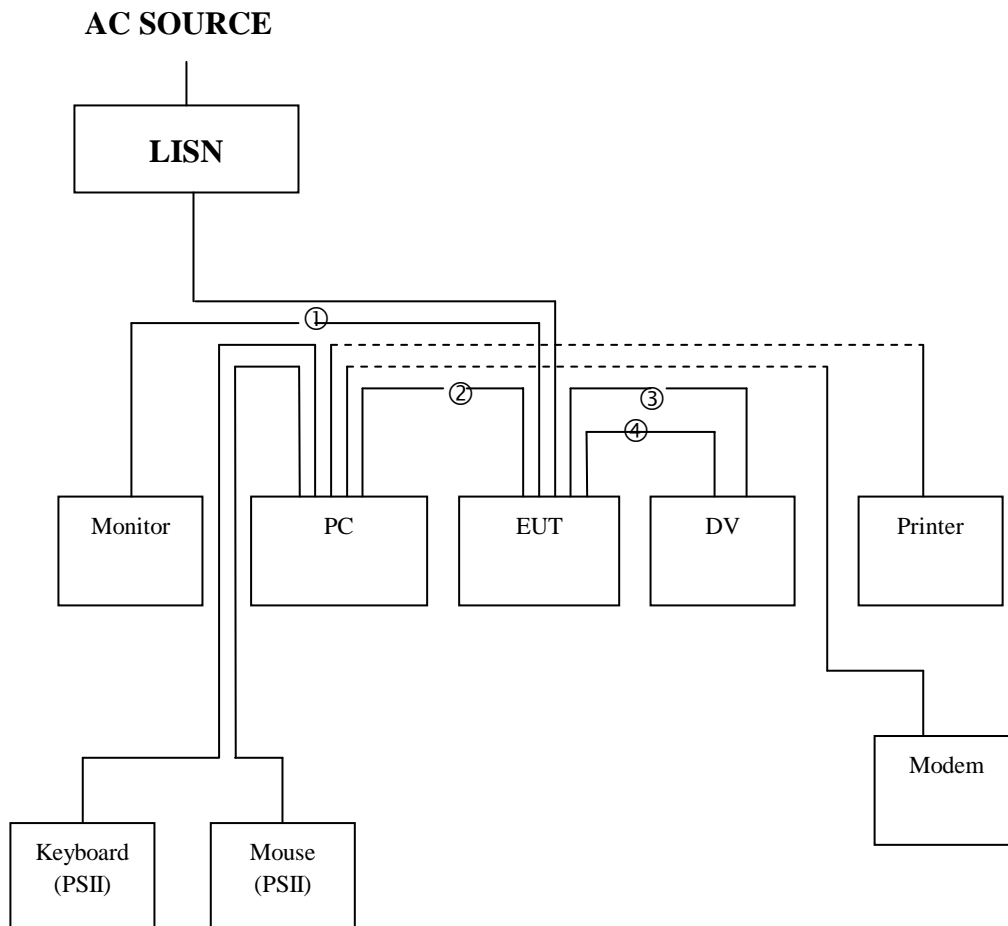 AC SOURCE
LISN
①
②
③
④
Monitor
PC
EUT
DV
Printer
Modem
Keyboard
(PSII)
Mouse
(PSII)